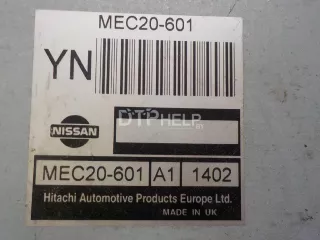 MEC20-601
YN
NISSAN
DTPHELP
MEC20-601 A1 1402
Hitachi Automotive Products Europe Ltd.
MADE IN UK